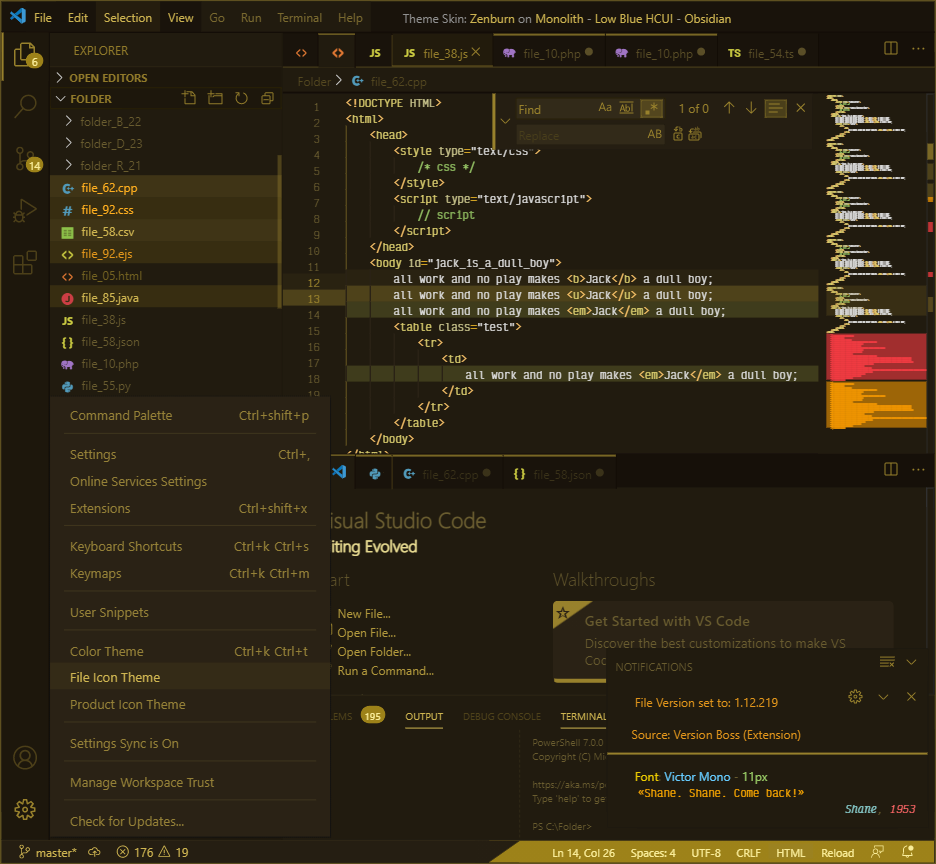 File Edit Selection View Go Run Terminal Help Theme Skin: Zenburn on Monolith - Low Blue HCUI - Obsidian
EXPLORER
6
14
OPEN EDITORS
FOLDER
folder_B_22
folder_D_23
folder_R_21
file_62.cpp
file_92.css
file_58.csv
file_92.ejs
file_05.html
file_85.java
JS file_38.js
file_58.json
file_10.php
file_55.py
JS JS file_38.js file_10.php file_10.php TS file_54.ts
Folder > file_62.cpp
Find Aa Ab .* 1 of 0
Replace AB
1 <!DOCTYPE HTML>
2 <html>
3 <head>
4 <style type="text/css">
5 /* css */
6 </style>
7 <script type="text/javascript">
8 // script
9 </script>
10 </head>
11 <body id="jack_is_a_dull_boy">
12 all work and no play makes <b>Jack</b> a dull boy;
13 all work and no play makes <u>Jack</u> a dull boy;
14 all work and no play makes <em>Jack</em> a dull boy;
15 <table class="test">
16 <tr>
17 <td>
18 all work and no play makes <em>Jack</em> a dull boy;
19 </td>
</tr>
</table>
</body>
Command Palette Ctrl+shift+p
Settings Ctrl+,
Online Services Settings
Extensions Ctrl+shift+x
Keyboard Shortcuts Ctrl+k Ctrl+s
Keymaps Ctrl+k Ctrl+m
User Snippets
Color Theme Ctrl+k Ctrl+t
File Icon Theme
Product Icon Theme
Settings Sync is On
Manage Workspace Trust
Check for Updates...
file_62.cpp {} file_58.json
isual Studio Code
iting Evolved
art
New File...
Open File...
Open Folder...
Run a Command...
Walkthroughs
Get Started with VS Code
Discover the best customizations to make VS
Coc
LEMS 195 OUTPUT DEBUG CONSOLE TERMINAL
PowerShell 7.0.0
Copyright (C) Mi
https://aka.ms/p
Type 'help' to ge
PS C:\Folder>
NOTIFICATIONS
File Version set to: 1.12.219
Source: Version Boss (Extension)
Font: Victor Mono - 11px
«Shane. Shane. Come back!»
Shane, 1953
master* 176 19 Ln 14, Col 26 Spaces: 4 UTF-8 CRLF HTML Reload